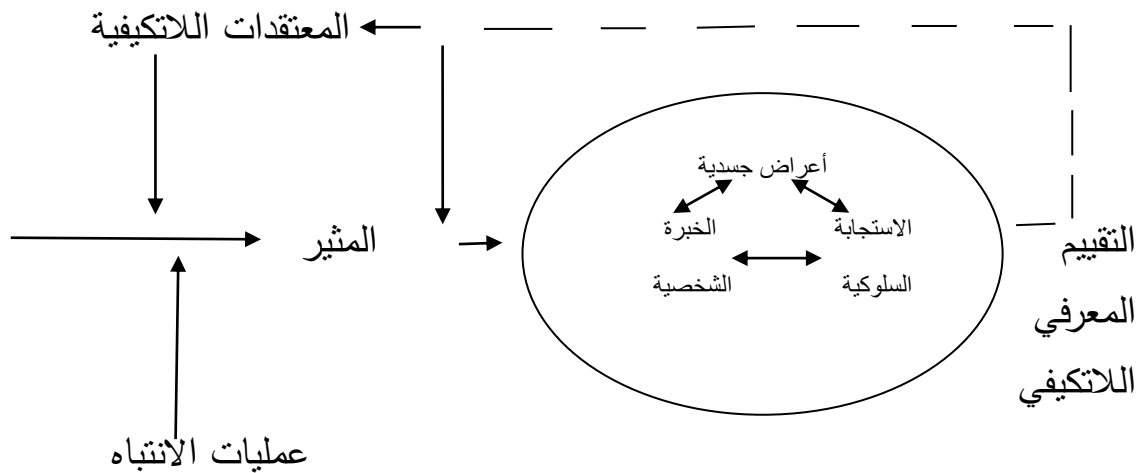 المعتقدات اللاتكيفية
أعراض جسدية
الخبرة
الشخصية
الاستجابة
السلوكية
المثير
التقييم
المعرفي
اللاتكيفي
عمليات الانتباه